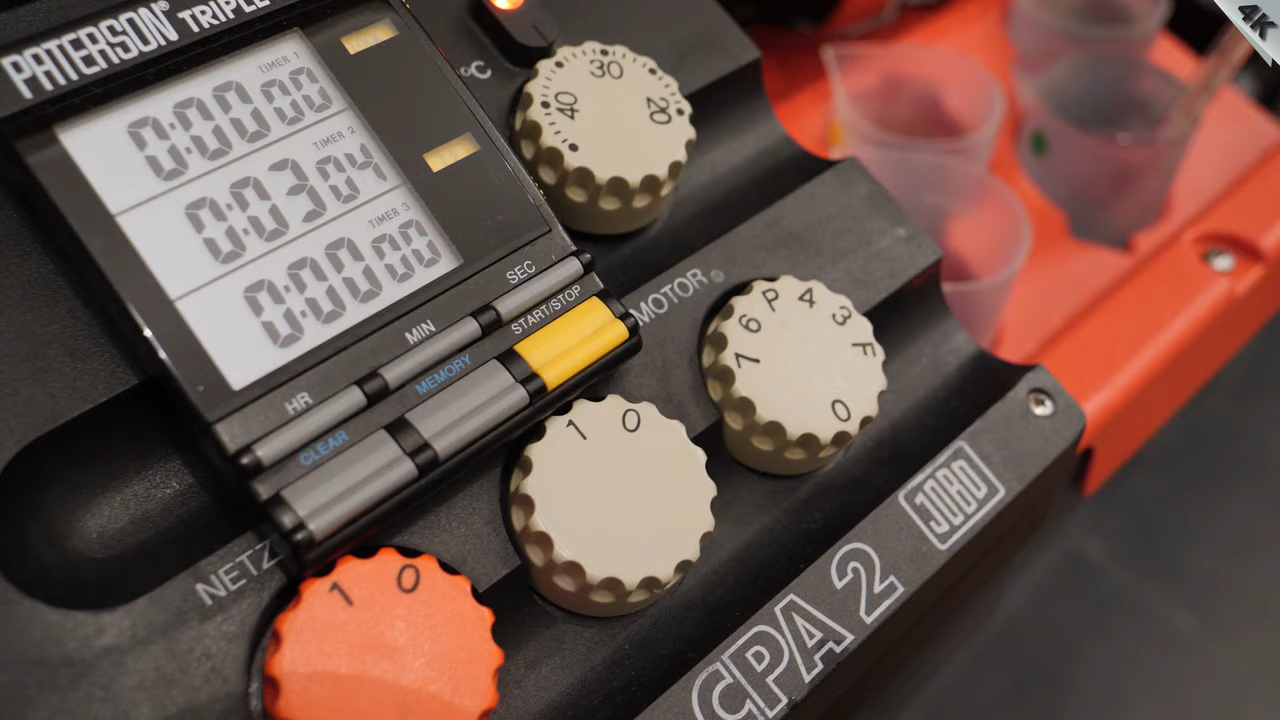 4K
PATERSON® TRIPLE
TIMER 1
0:00 00
TIMER 2
0:03 04
TIMER 3
0:00 00
SEC
MIN
START/STOP
HR
MEMORY
CLEAR
°C
40 30 20
MOTOR
7 6 P 4 3 F 0
1 0
NETZ
1 0
JOBO
CPA 2